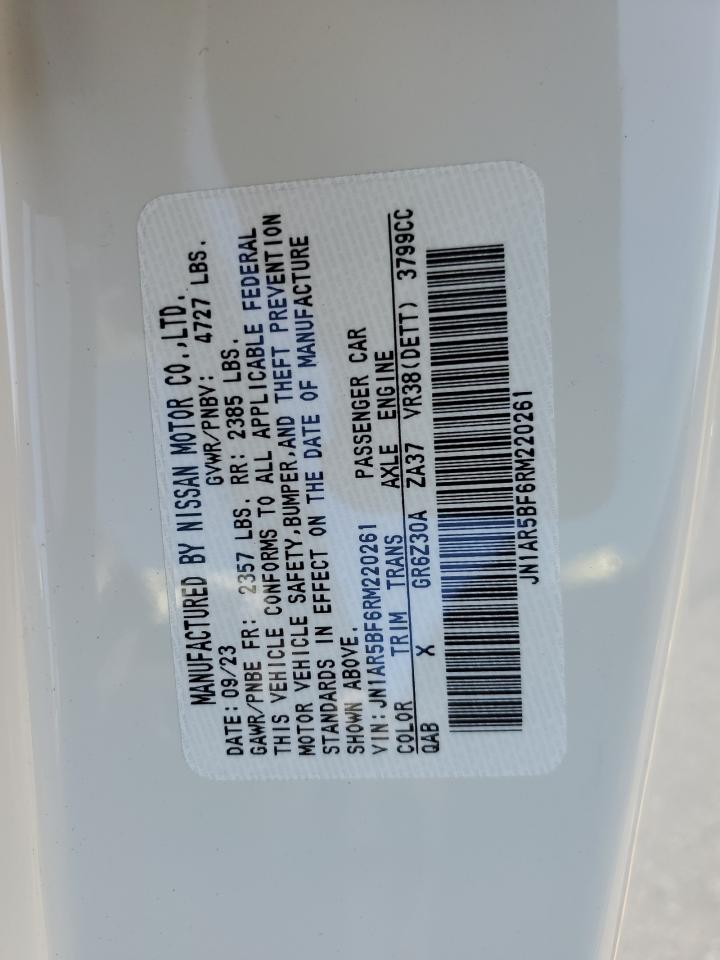 MANUFACTURED BY NISSAN MOTOR CO.,LTD.
DATE: 09/23 GVWR/PNBV: 4727 LBS.
GAWR/PNBE FR: 2357 LBS. RR: 2385 LBS.
THIS VEHICLE CONFORMS TO ALL APPLICABLE FEDERAL
MOTOR VEHICLE SAFETY,BUMPER,AND THEFT PREVENTION
STANDARDS IN EFFECT ON THE DATE OF MANUFACTURE
SHOWN ABOVE.
VIN:JN1AR5BF6RM220261 PASSENGER CAR
COLOR TRIM TRANS AXLE ENGINE
QAB X GR6Z30A ZA37 VR38(DETT) 3799CC
JN1AR5BF6RM220261